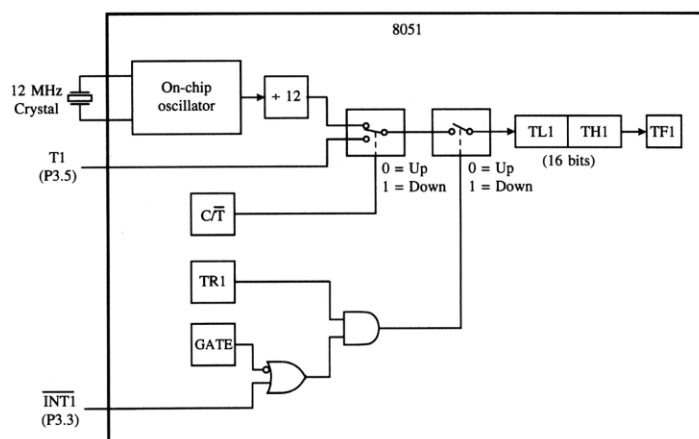 8051
12 MHz
Crystal
On-chip
oscillator
÷ 12
T1
(P3.5)
TL1
TH1
TF1
(16 bits)
0 = Up
1 = Down
0 = Up
1 = Down
C/T̅
TR1
GATE
I̅N̅T̅1̅
(P3.3)